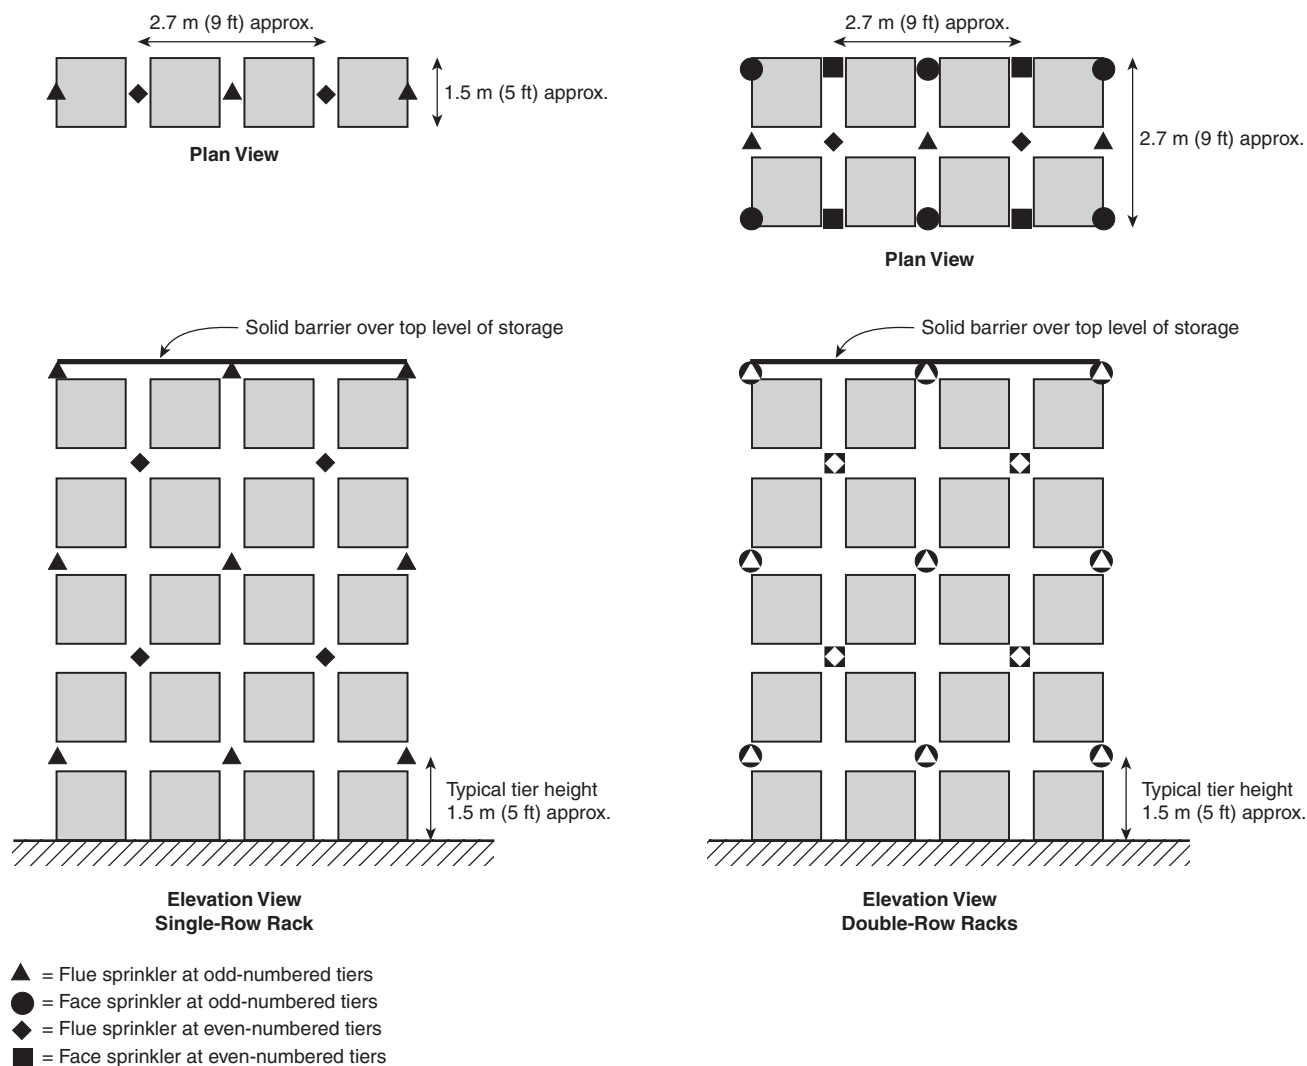 2.7 m (9 ft) approx.
1.5 m (5 ft) approx.
Plan View
2.7 m (9 ft) approx.
2.7 m (9 ft) approx.
Plan View
Solid barrier over top level of storage
Typical tier height
1.5 m (5 ft) approx.
Elevation View
Single-Row Rack
Solid barrier over top level of storage
Typical tier height
1.5 m (5 ft) approx.
Elevation View
Double-Row Racks
= Flue sprinkler at odd-numbered tiers
= Face sprinkler at odd-numbered tiers
= Flue sprinkler at even-numbered tiers
= Face sprinkler at even-numbered tiers